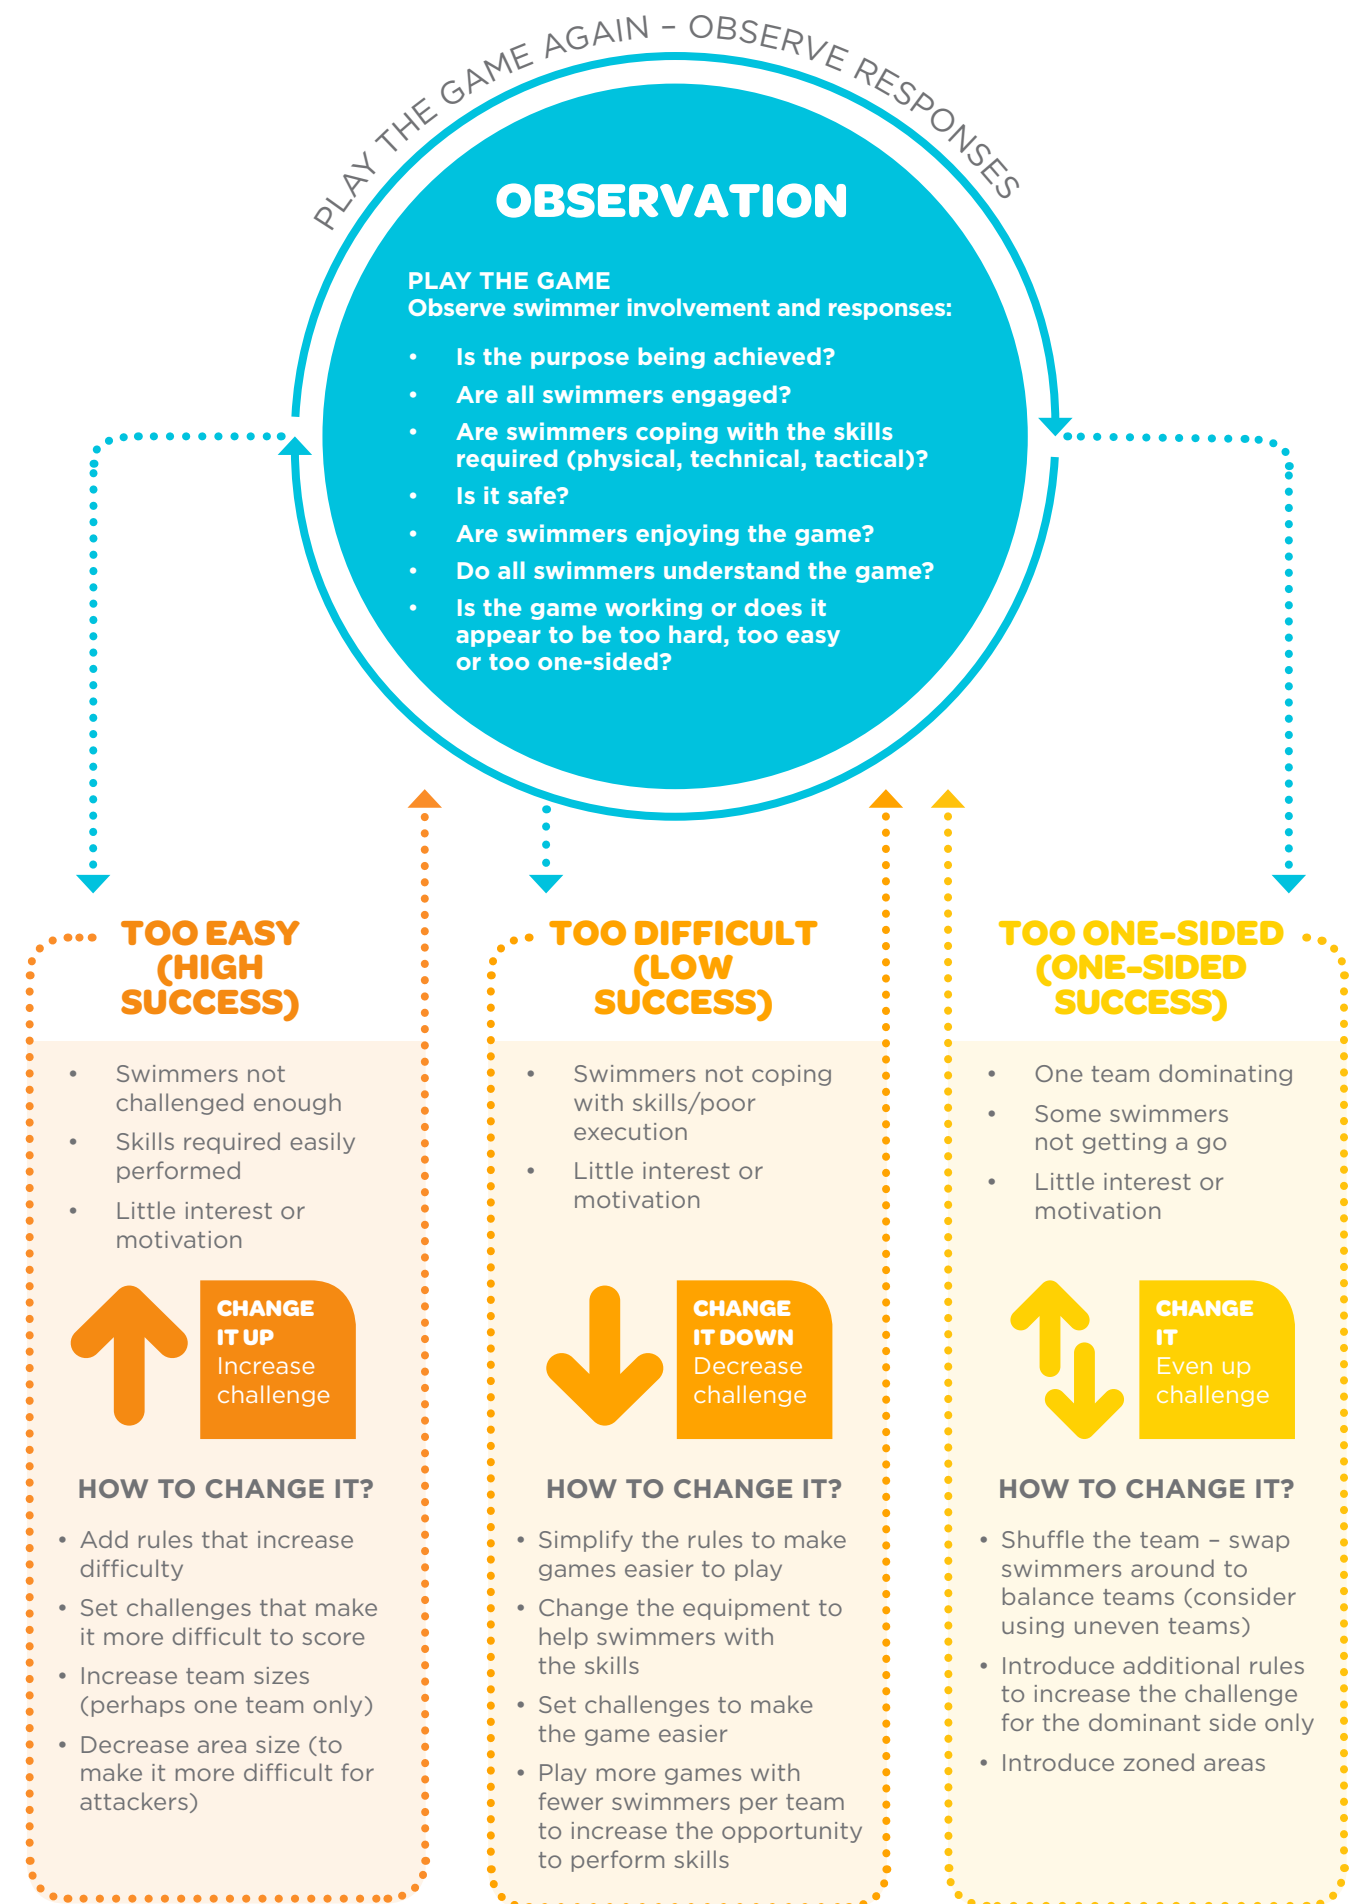 PLAY THE GAME AGAIN – OBSERVE RESPONSES
OBSERVATION
PLAY THE GAME
Observe swimmer involvement and responses:
• Is the purpose being achieved?
• Are all swimmers engaged?
• Are swimmers coping with the skills
required (physical, technical, tactical)?
• Is it safe?
• Are swimmers enjoying the game?
• Do all swimmers understand the game?
• Is the game working or does it
appear to be too hard, too easy
or too one-sided?
TOO EASY
(HIGH
SUCCESS)
• Swimmers not
challenged enough
• Skills required easily
performed
• Little interest or
motivation
CHANGE
IT UP
Increase
challenge
HOW TO CHANGE IT?
• Add rules that increase
difficulty
• Set challenges that make
it more difficult to score
• Increase team sizes
(perhaps one team only)
• Decrease area size (to
make it more difficult for
attackers)
TOO DIFFICULT
(LOW
SUCCESS)
• Swimmers not coping
with skills/poor
execution
• Little interest or
motivation
CHANGE
IT DOWN
Decrease
challenge
HOW TO CHANGE IT?
• Simplify the rules to make
games easier to play
• Change the equipment to
help swimmers with
the skills
• Set challenges to make
the game easier
• Play more games with
fewer swimmers per team
to increase the opportunity
to perform skills
TOO ONE-SIDED
(ONE-SIDED
SUCCESS)
• One team dominating
• Some swimmers
not getting a go
• Little interest or
motivation
CHANGE
IT
Even up
challenge
HOW TO CHANGE IT?
• Shuffle the team – swap
swimmers around to
balance teams (consider
using uneven teams)
• Introduce additional rules
to increase the challenge
for the dominant side only
• Introduce zoned areas